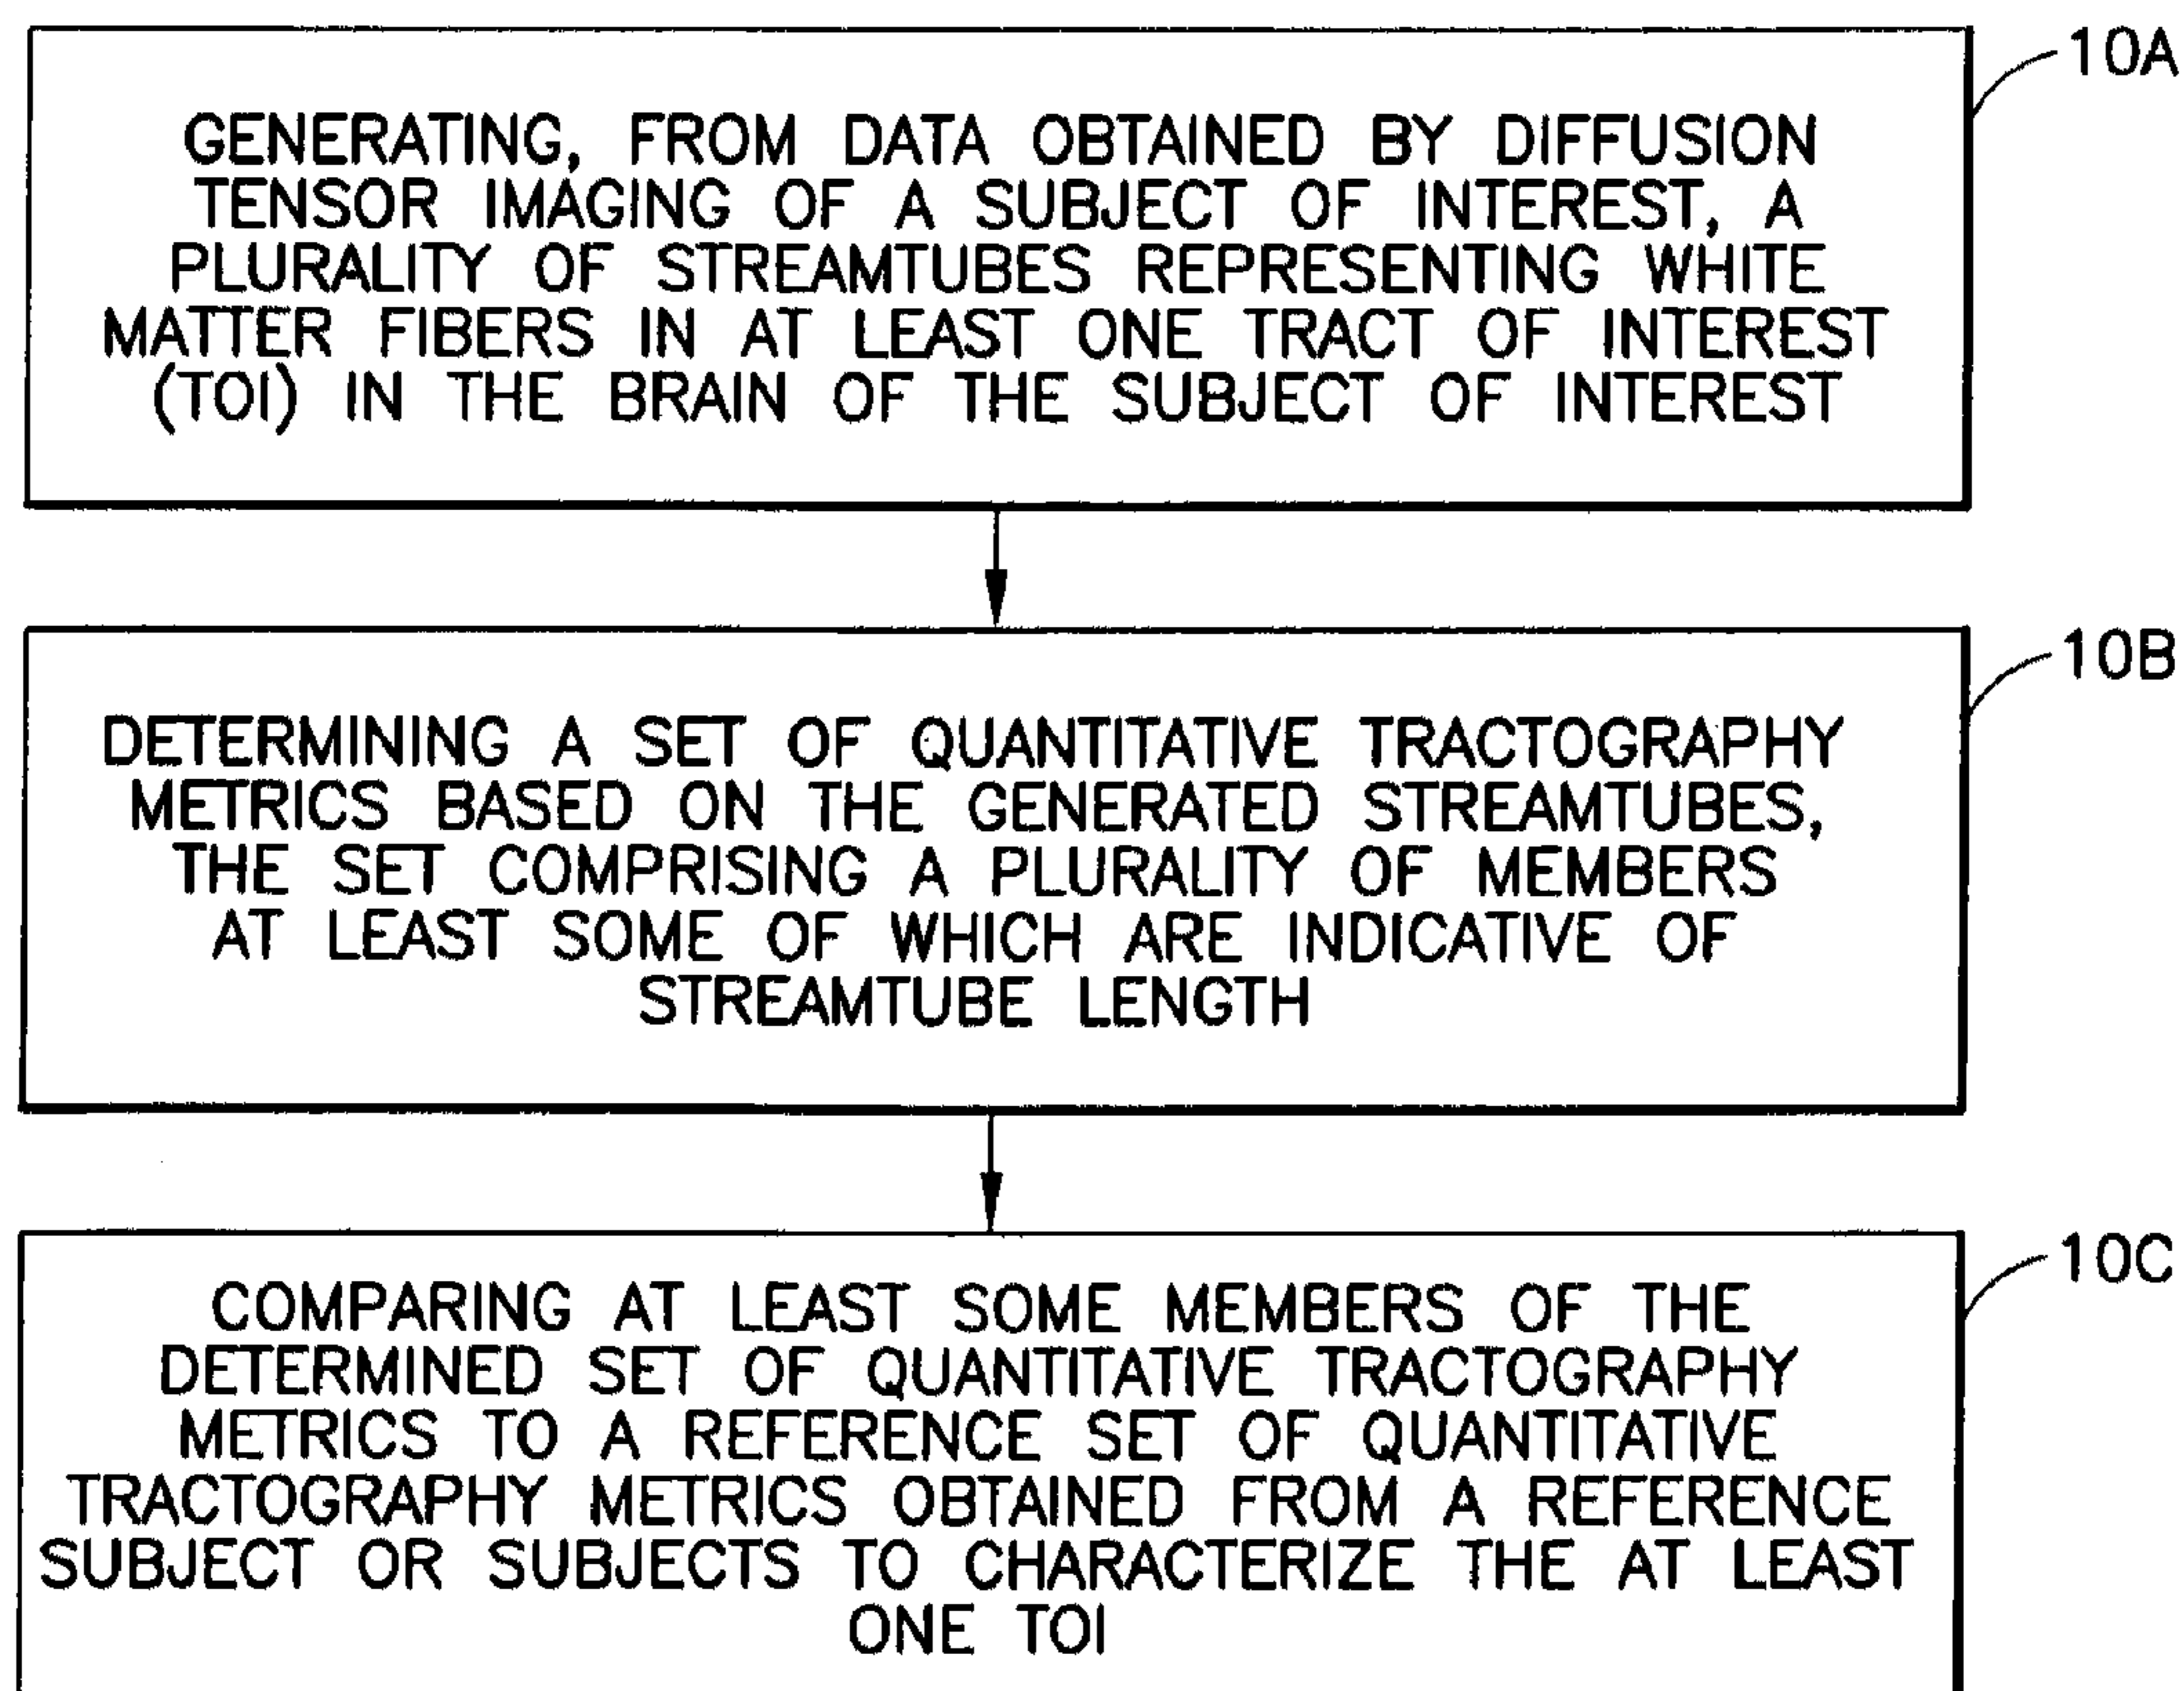 10A
GENERATING, FROM DATA OBTAINED BY DIFFUSION
TENSOR IMAGING OF A SUBJECT OF INTEREST, A
PLURALITY OF STREAMTUBES REPRESENTING WHITE
MATTER FIBERS IN AT LEAST ONE TRACT OF INTEREST
(TOI) IN THE BRAIN OF THE SUBJECT OF INTEREST
10B
DETERMINING A SET OF QUANTITATIVE TRACTOGRAPHY
METRICS BASED ON THE GENERATED STREAMTUBES,
THE SET COMPRISING A PLURALITY OF MEMBERS
AT LEAST SOME OF WHICH ARE INDICATIVE OF
STREAMTUBE LENGTH
10C
COMPARING AT LEAST SOME MEMBERS OF THE
DETERMINED SET OF QUANTITATIVE TRACTOGRAPHY
METRICS TO A REFERENCE SET OF QUANTITATIVE
TRACTOGRAPHY METRICS OBTAINED FROM A REFERENCE
SUBJECT OR SUBJECTS TO CHARACTERIZE THE AT LEAST
ONE TOI